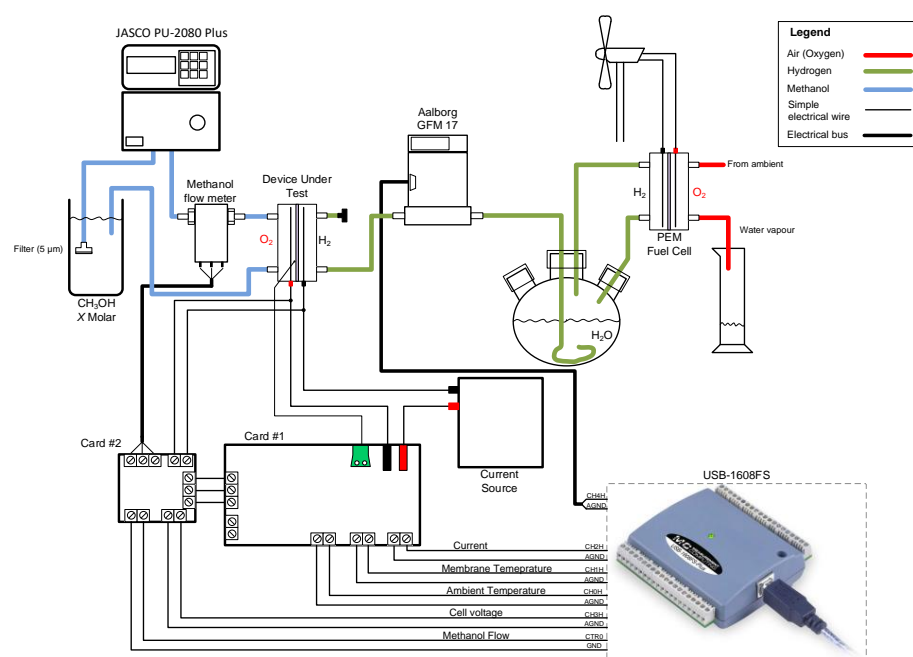 JASCO PU-2080 Plus
Legend
Air (Oxygen)
Hydrogen
Methanol
Simple
electrical wire
Electrical bus
Aalborg
GFM 17
From ambient
Methanol
flow meter
Device Under
Test
H2
O2
O2
H2
PEM
Fuel Cell
Water vapour
Filter (5 µm)
CH3OH
X Molar
H2O
Card #2
Card #1
Current
Source
USB-1608FS
CH4H
AGND
Current
CH2H
AGND
Membrane Temeprature
CH1H
AGND
Ambient Temperature
CH0H
AGND
Cell voltage
CH3H
AGND
Methanol Flow
CTR0
GND